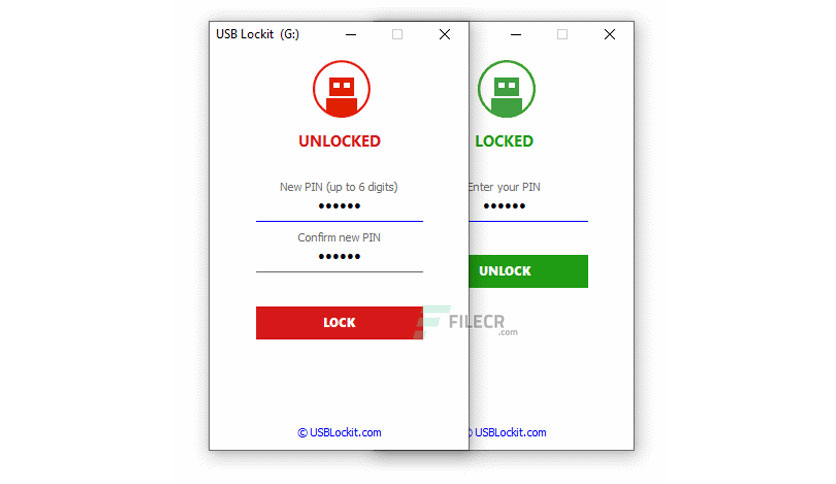 USB Lockit (G:)
UNLOCKED
New PIN (up to 6 digits)
••••••
Confirm new PIN
••••••
LOCK
© USBLockit.com
LOCKED
Enter your PIN
••••••
UNLOCK
© USBLockit.com
FILECR
.com